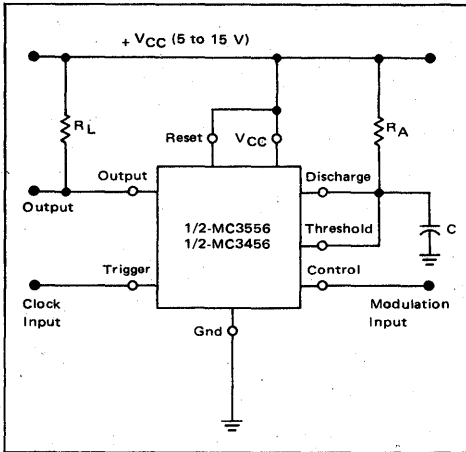 + VCC (5 to 15 V)
RL
RA
Reset
VCC
Output
Discharge
Output
1/2-MC3556
1/2-MC3456
Threshold
C
Trigger
Control
Clock
Input
Modulation
Input
Gnd